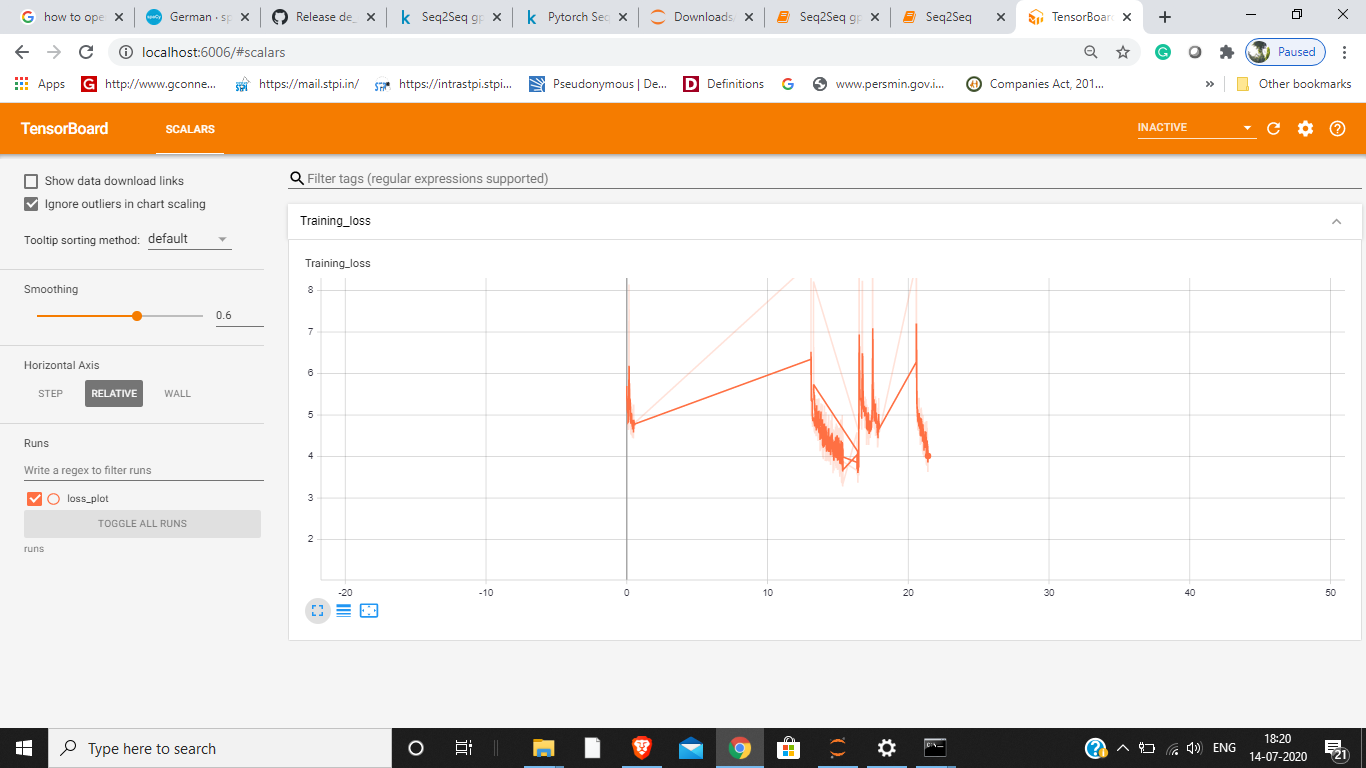 how to ope
German · sp
Release de_
Seq2Seq gp
Pytorch Seq
Downloads/
Seq2Seq gp
Seq2Seq
TensorBoard
localhost:6006/#scalars
Paused
Apps
http://www.gconne...
https://mail.stpi.in/
https://intrastpi.stpi...
Pseudonymous | De...
Definitions
www.persmin.gov.i...
Companies Act, 201...
»
Other bookmarks
TensorBoard
SCALARS
INACTIVE
Show data download links
Ignore outliers in chart scaling
Tooltip sorting method: default
Smoothing
0.6
Horizontal Axis
STEP RELATIVE WALL
Runs
Write a regex to filter runs
loss_plot
TOGGLE ALL RUNS
runs
Filter tags (regular expressions supported)
Training_loss
Training_loss
8
7
6
5
4
3
2
-20 -10 0 10 20 30 40 50
Type here to search
ENG
18:20
14-07-2020
21